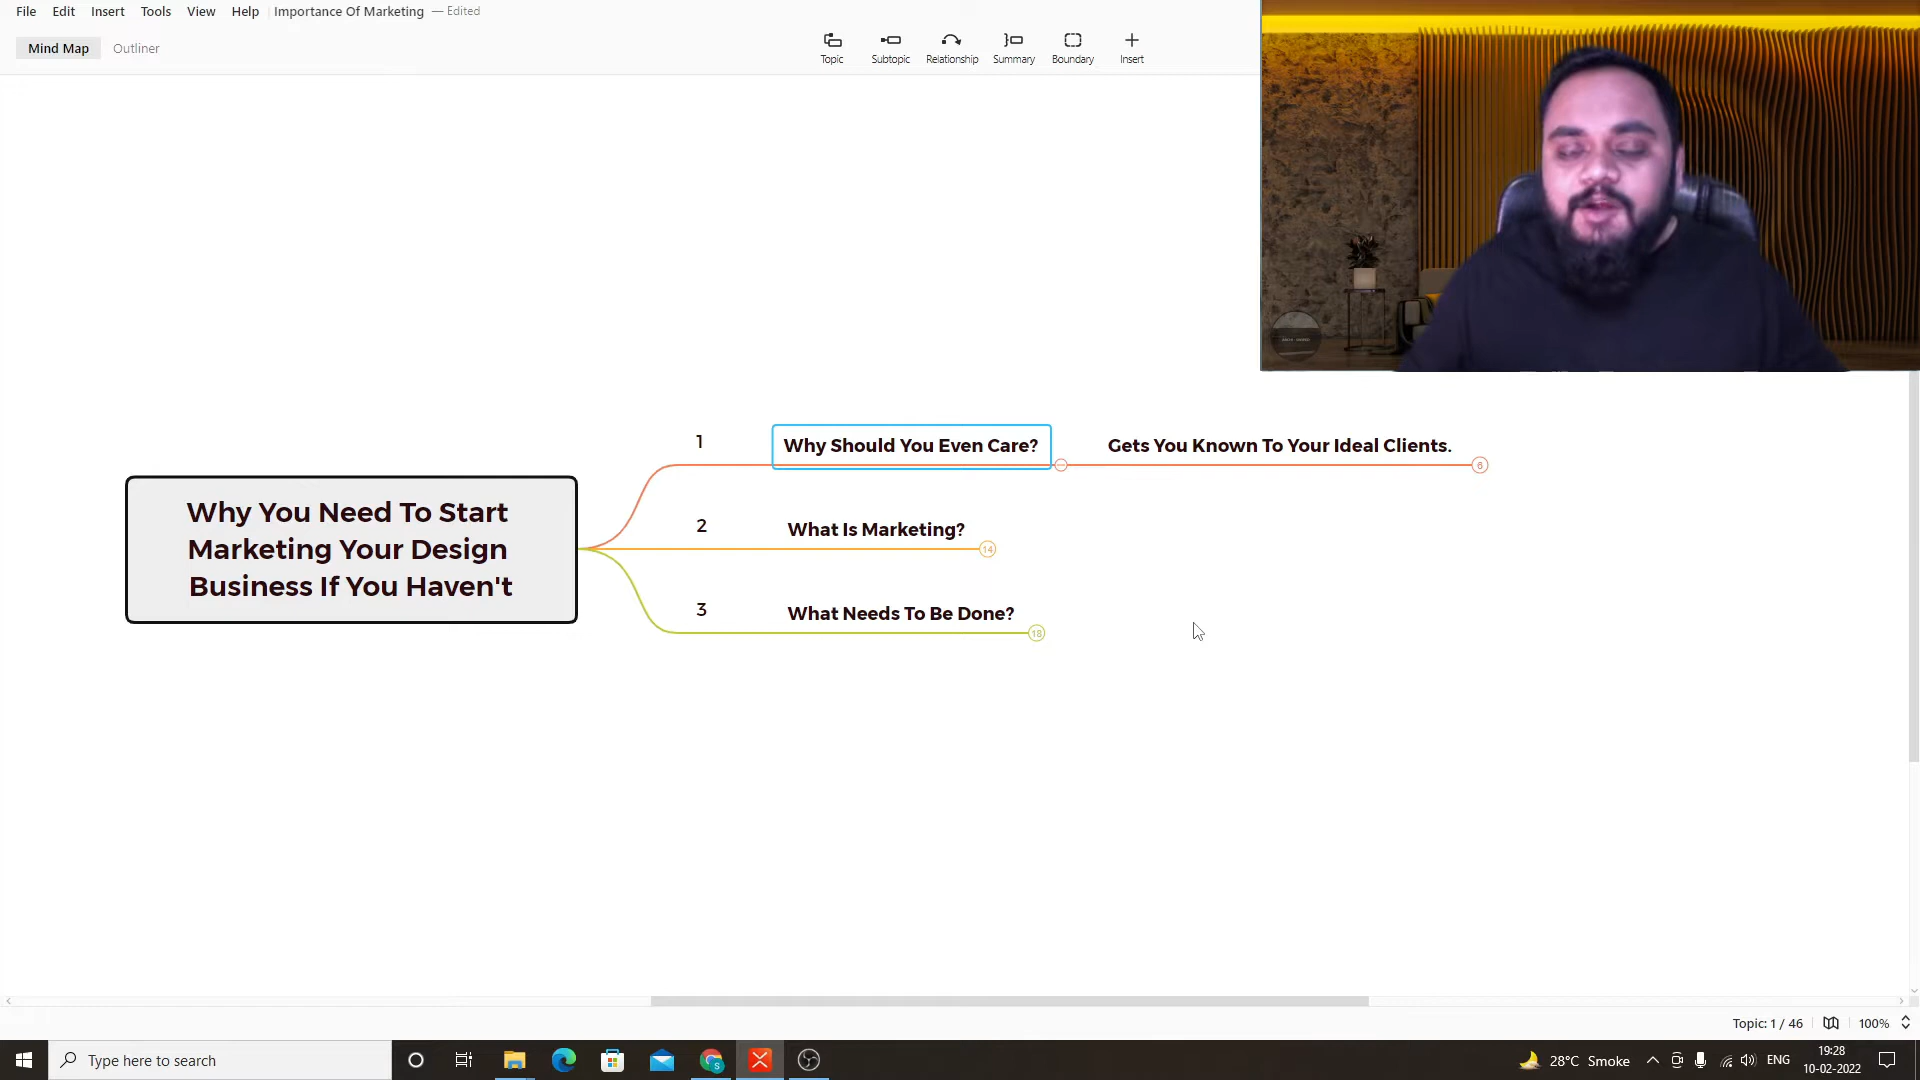 File Edit Insert Tools View Help Importance Of Marketing — Edited
Mind Map Outliner
Topic Subtopic Relationship Summary Boundary Insert
1 Why Should You Even Care? Gets You Known To Your Ideal Clients. 6
Why You Need To Start
Marketing Your Design
Business If You Haven't
2 What Is Marketing? 14
3 What Needs To Be Done? 18
Topic: 1 / 46 100%
Type here to search
S
28°C Smoke ENG
19:28
10-02-2022